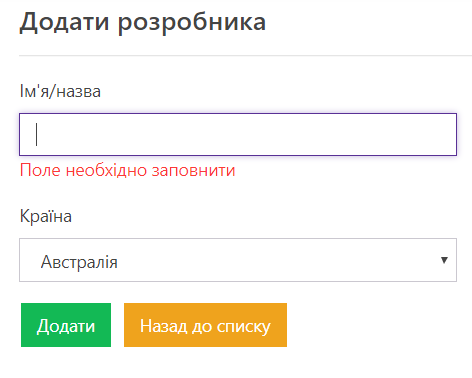 Додати розробника
Ім'я/назва
Поле необхідно заповнити
Країна
Австралія
Додати
Назад до списку